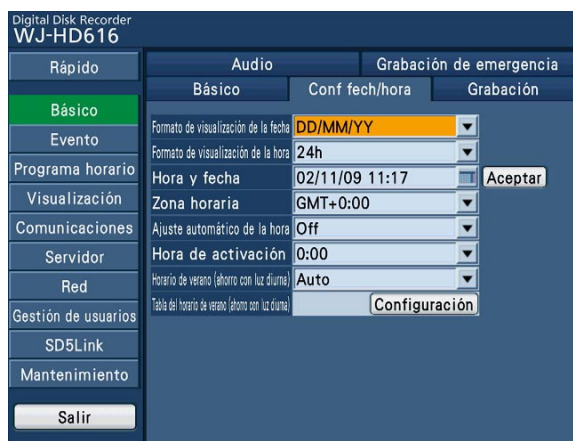 Digital Disk Recorder
WJ-HD616
Rápido
Básico
Evento
Programa horario
Visualización
Comunicaciones
Servidor
Red
Gestión de usuarios
SD5Link
Mantenimiento
Salir
Audio Grabación de emergencia
Básico Conf fech/hora Grabación
Formato de visualización de la fecha DD/MM/YY
Formato de visualización de la hora 24h
Hora y fecha 02/11/09 11:17 Aceptar
Zona horaria GMT+0:00
Ajuste automático de la hora Off
Hora de activación 0:00
Horario de verano (ahorro con luz diurna) Auto
Tabla del horario de verano (ahorro con luz diurna) Configuración